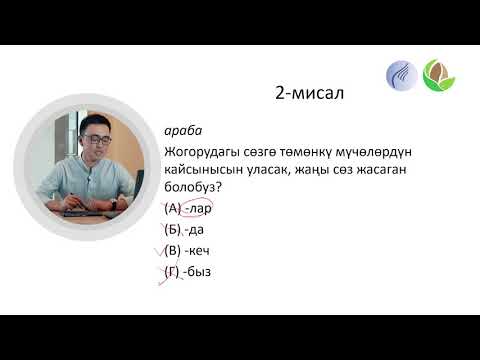 2-мисал
араба
Жогорудагы сөзгө төмөнкү мүчөлөрдүн
кайсынысын уласак, жаңы сөз жасаган
болобуз?
(А) -лар
(Б) -да
(В) -кеч
(Г) -быз